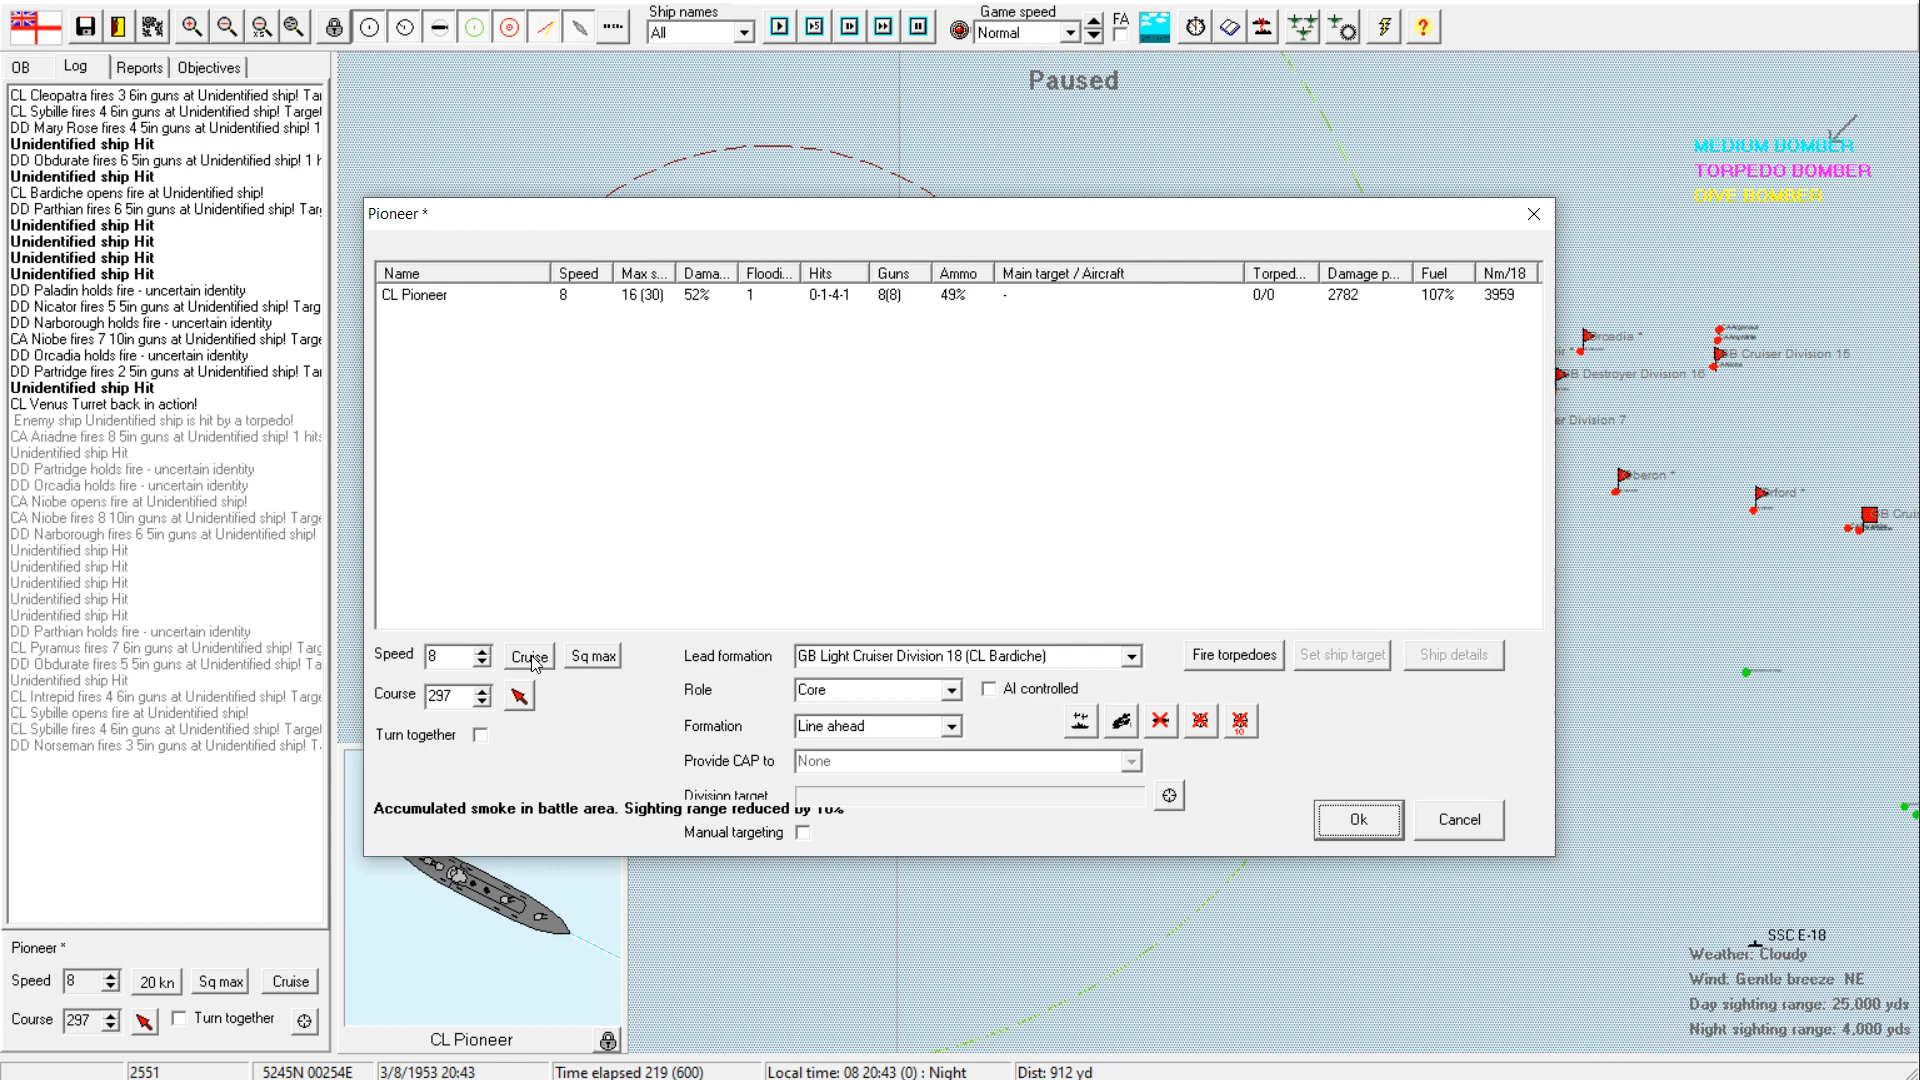 Ship names
All
Game speed
Normal
FA
OB
Log
Reports
Objectives
CL Cleopatra fires 3 6in guns at Unidentified ship! Tar
CL Sybille fires 4 6in guns at Unidentified ship! Target
DD Mary Rose fires 4 5in guns at Unidentified ship! 1
Unidentified ship Hit
DD Obdurate fires 6 5in guns at Unidentified ship! 1 h
Unidentified ship Hit
CL Bardiche opens fire at Unidentified ship!
DD Parthian fires 6 5in guns at Unidentified ship! Tar
Unidentified ship Hit
Unidentified ship Hit
Unidentified ship Hit
Unidentified ship Hit
DD Paladin holds fire - uncertain identity
DD Nicator fires 5 5in guns at Unidentified ship! Targ
DD Narborough holds fire - uncertain identity
CA Niobe fires 7 10in guns at Unidentified ship! Targe
DD Orcadia holds fire - uncertain identity
DD Partridge fires 2 5in guns at Unidentified ship! Ta
Unidentified ship Hit
CL Venus Turret back in action!
Enemy ship Unidentified ship is hit by a torpedo!
CA Ariadne fires 8 5in guns at Unidentified ship! 1 hits
Unidentified ship Hit
DD Partridge holds fire - uncertain identity
DD Orcadia holds fire - uncertain identity
CA Niobe opens fire at Unidentified ship!
CA Niobe fires 8 10in guns at Unidentified ship! Targe
DD Narborough fires 6 5in guns at Unidentified ship!
Unidentified ship Hit
Unidentified ship Hit
Unidentified ship Hit
Unidentified ship Hit
Unidentified ship Hit
DD Parthian holds fire - uncertain identity
CL Pyramus fires 7 6in guns at Unidentified ship! Targ
DD Obdurate fires 5 5in guns at Unidentified ship! Ta
Unidentified ship Hit
CL Intrepid fires 4 6in guns at Unidentified ship! Targe
CL Sybille opens fire at Unidentified ship!
CL Sybille fires 4 6in guns at Unidentified ship! Target
DD Norseman fires 3 5in guns at Unidentified ship! T
Paused
MEDIUM BOMBER
TORPEDO BOMBER
DIVE BOMBER
Pioneer *
Name Speed Max s... Dama... Floodi... Hits Guns Ammo Main target / Aircraft Torped... Damage p... Fuel Nm/18
CL Pioneer 8 16 (30) 52% 1 0-1-4-1 8(8) 49% - 0/0 2782 107% 3959
Speed 8 Cruise Sq max
Course 297
Turn together
Lead formation GB Light Cruiser Division 18 (CL Bardiche)
Role Core AI controlled
Formation Line ahead
10
Provide CAP to None
Division target
Accumulated smoke in battle area. Sighting range reduced by 10%
Manual targeting
Fire torpedoes Set ship target Ship details
Ok Cancel
Orcadia *
GB Cruiser Division 15
GB Destroyer Division 16
er Division 7
Oberon *
Orford *
GB Cruis
SSC E-18
Weather: Cloudy
Wind: Gentle breeze NE
Day sighting range: 25,000 yds
Night sighting range: 4,000 yds
Pioneer *
Speed 8 20 kn Sq max Cruise
Course 297 Turn together
CL Pioneer
2551 5245N 00254E 3/8/1953 20:43 Time elapsed 219 (600) Local time: 08 20:43 (0) : Night Dist: 912 yd